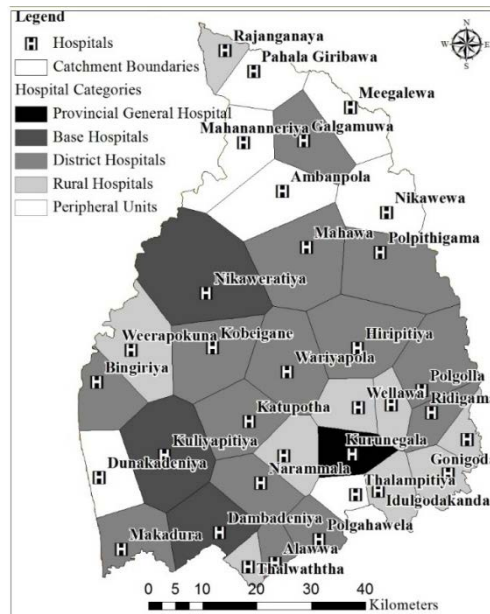 Legend
Hospitals
Catchment Boundaries
Hospital Categories
Provincial General Hospital
Base Hospitals
District Hospitals
Rural Hospitals
Peripheral Units
N
W E
S
Rajanganaya
Pahala Giribawa
Meegalewa
Mahananneriya
Galgamuwa
Ambanpola
Nikawewa
Mahawa
Polpithigama
Nikaweratiya
Weerapokuna
Kobeigane
Hiripitiya
Bingiriya
Wariyapola
Polgolla
Katupotha
Wellawa
Ridigama
Kuliyapitiya
Kurunegala
Dunakadeniya
Narammala
Gonigoda
Thalampitiya
Idulgodakanda
Dambadeniya
Makadura
Polgahawela
Alawwa
Thalwaththa
0 5 10 20 30 40
Kilometers